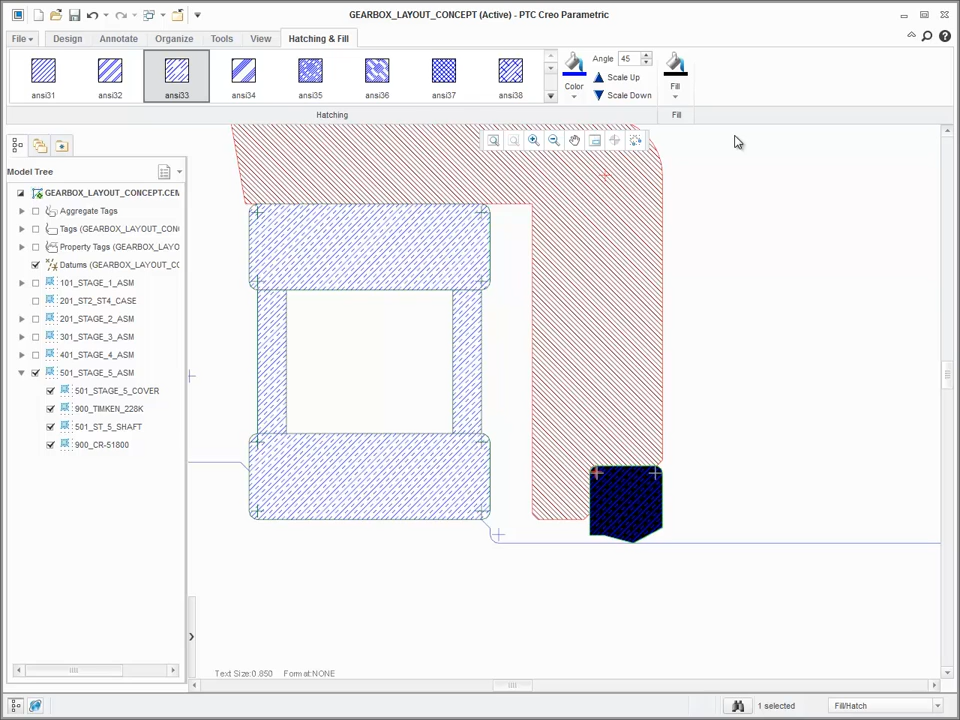 GEARBOX_LAYOUT_CONCEPT (Active) - PTC Creo Parametric
File Design Annotate Organize Tools View Hatching & Fill
ansi31 ansi32 ansi33 ansi34 ansi35 ansi36 ansi37 ansi38
Color
Angle 45
Scale Up
Scale Down
Fill
Hatching Fill
Model Tree
GEARBOX_LAYOUT_CONCEPT.CEM
Aggregate Tags
Tags (GEARBOX_LAYOUT_CON
Property Tags (GEARBOX_LAYO
Datums (GEARBOX_LAYOUT_CO
101_STAGE_1_ASM
201_ST2_ST4_CASE
201_STAGE_2_ASM
301_STAGE_3_ASM
401_STAGE_4_ASM
501_STAGE_5_ASM
501_STAGE_5_COVER
900_TIMKEN_228K
501_ST_5_SHAFT
900_CR-51800
Text Size:0.850 Format:NONE
1 selected Fill/Hatch